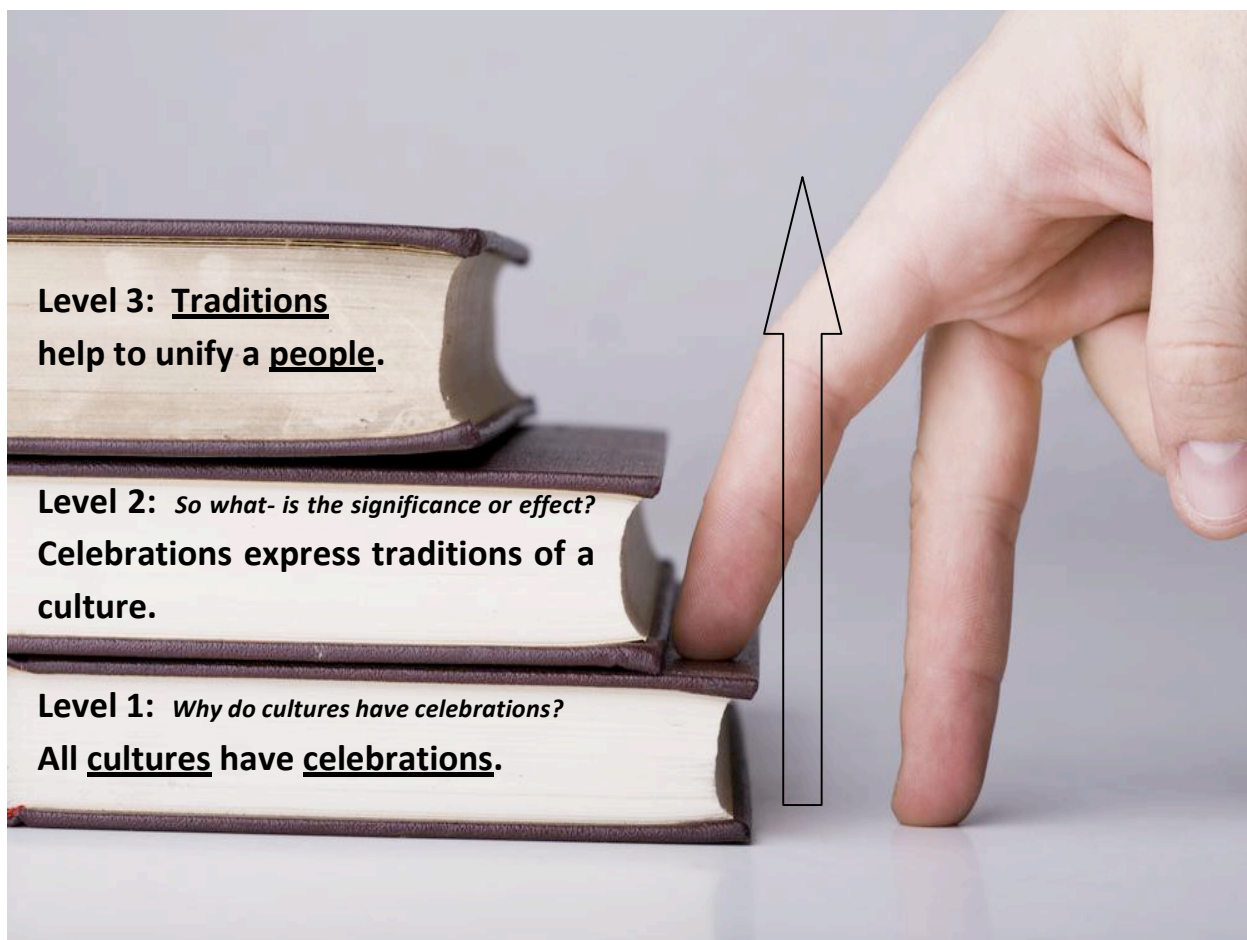 Level 3: Traditions
help to unify a people.
Level 2: So what- is the significance or effect?
Celebrations express traditions of a
culture.
Level 1: Why do cultures have celebrations?
All cultures have celebrations.